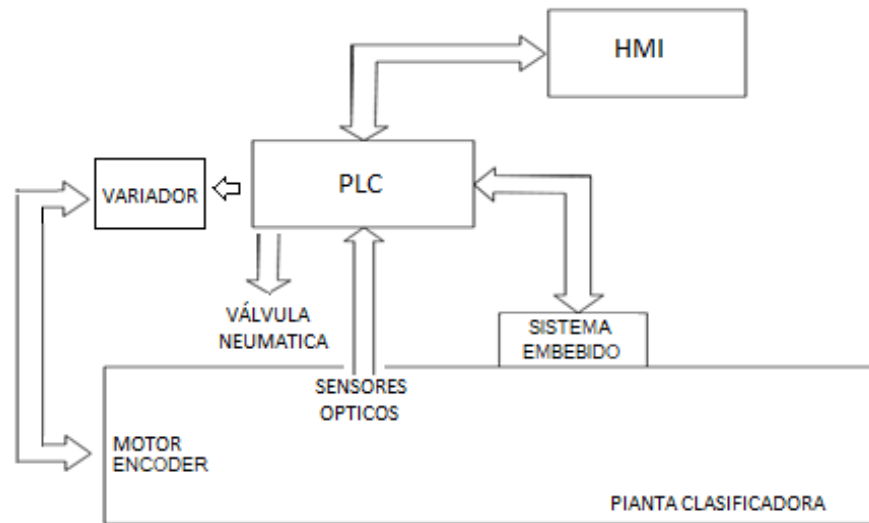 HMI
PLC
VARIADOR
VÁLVULA
NEUMATICA
SISTEMA
EMBEBIDO
SENSORES
OPTICOS
MOTOR
ENCODER
PIANTA CLASIFICADORA